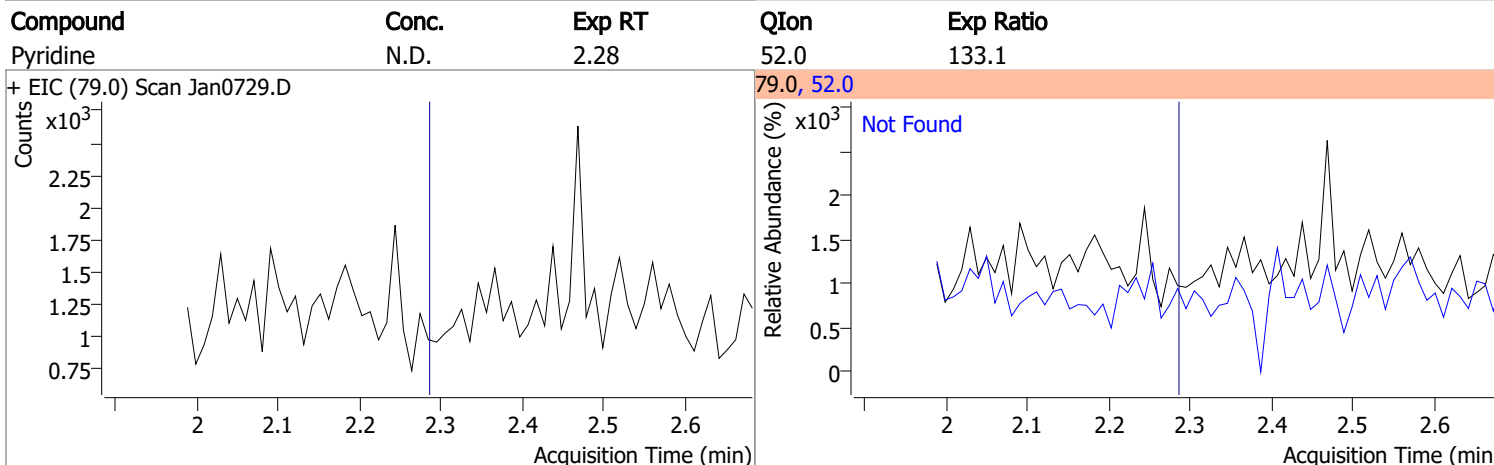 Compound Conc. Exp RT QIon Exp Ratio
Pyridine N.D. 2.28 52.0 133.1
+ EIC (79.0) Scan Jan0729.D
Counts
x10³
2.25
2
1.75
1.5
1.25
1
0.75
2 2.1 2.2 2.3 2.4 2.5 2.6
Acquisition Time (min)
79.0, 52.0
Relative Abundance (%)
x10³
Not Found
2
1.5
1
0.5
0
2 2.1 2.2 2.3 2.4 2.5 2.6
Acquisition Time (min